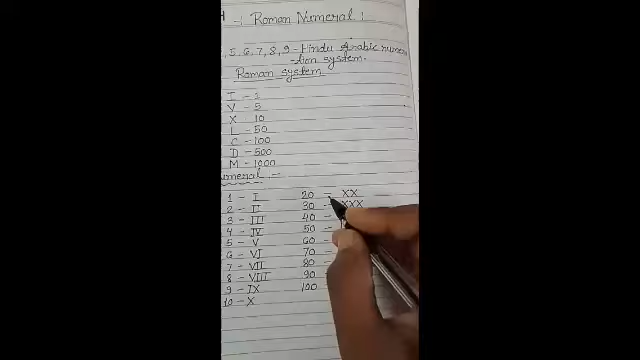 : Roman Numeral :
5, 6, 7, 8, 9 - Hindu Arabic numera
-tion system.
Roman system
I - 1
V - 5
X 10
L - 50
C - 100
D - 500
M - 1000
umeral :-
1 - I 20 - XX
2 - II 30 - XXX
3 - III 40 -
4 - IV 50 -
5 - V 60 -
6 - VI 70 -
7 - VII 80 -
8 - VIII 90 -
9 - IX 100
10 - X